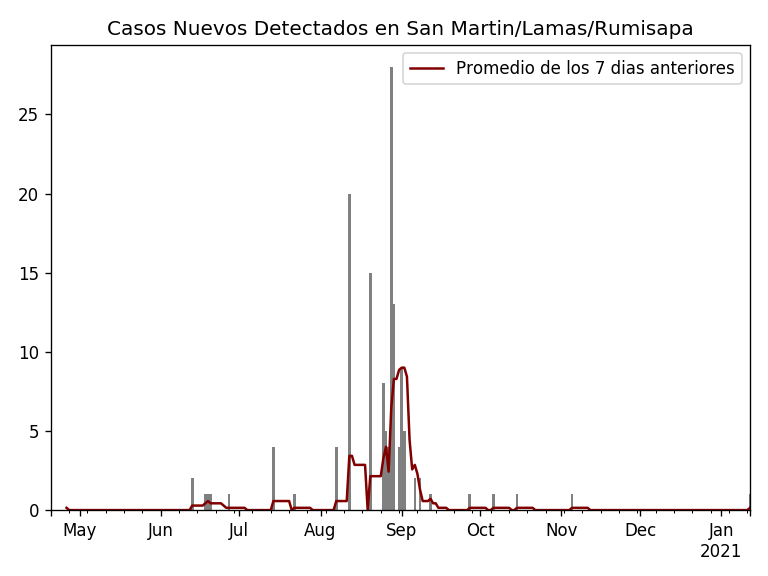 Casos Nuevos Detectados en San Martin/Lamas/Rumisapa
Promedio de los 7 dias anteriores
25
20
15
10
5
0
May Jun Jul Aug Sep Oct Nov Dec Jan
2021